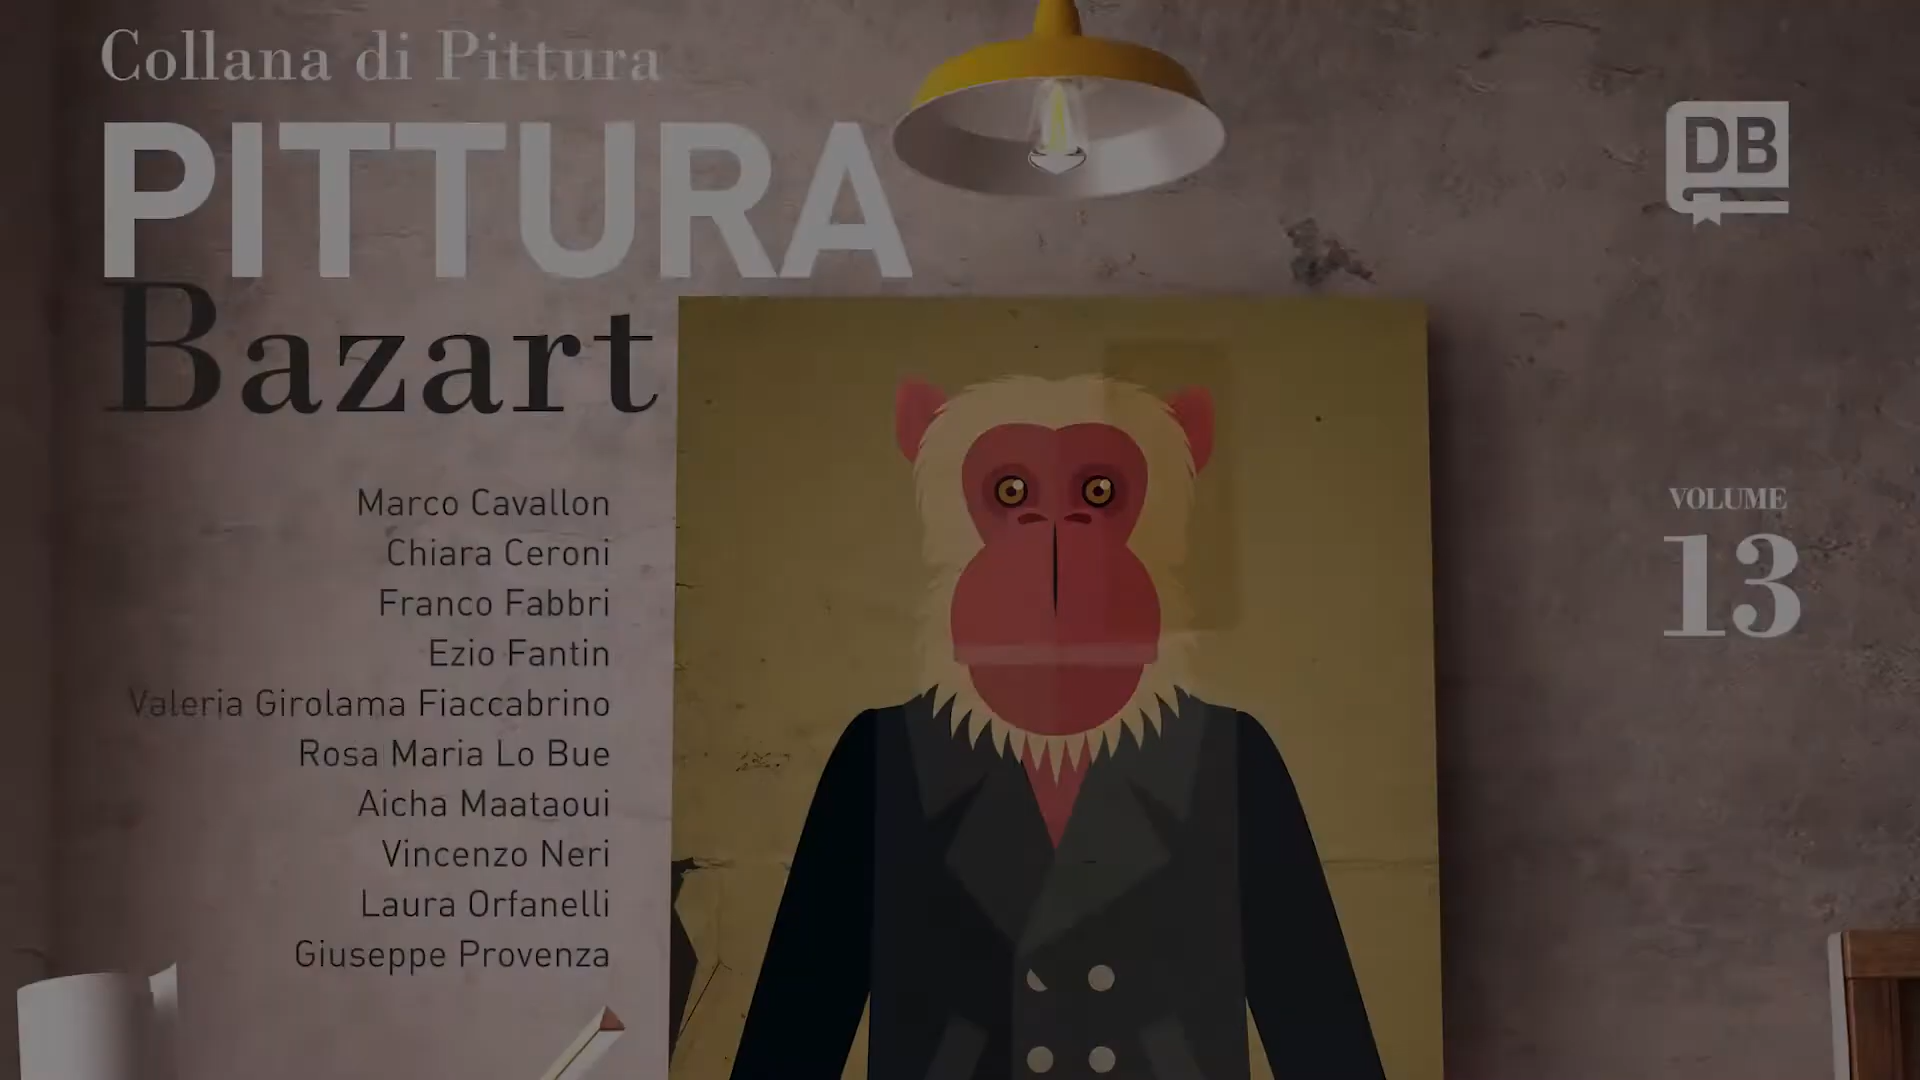 Collana di Pittura
PITTURA
Bazart
DB
Marco Cavallon
Chiara Ceroni
Franco Fabbri
Ezio Fantin
Valeria Girolama Fiaccabrino
Rosa Maria Lo Bue
Aicha Maataoui
Vincenzo Neri
Laura Orfanelli
Giuseppe Provenza
VOLUME
13